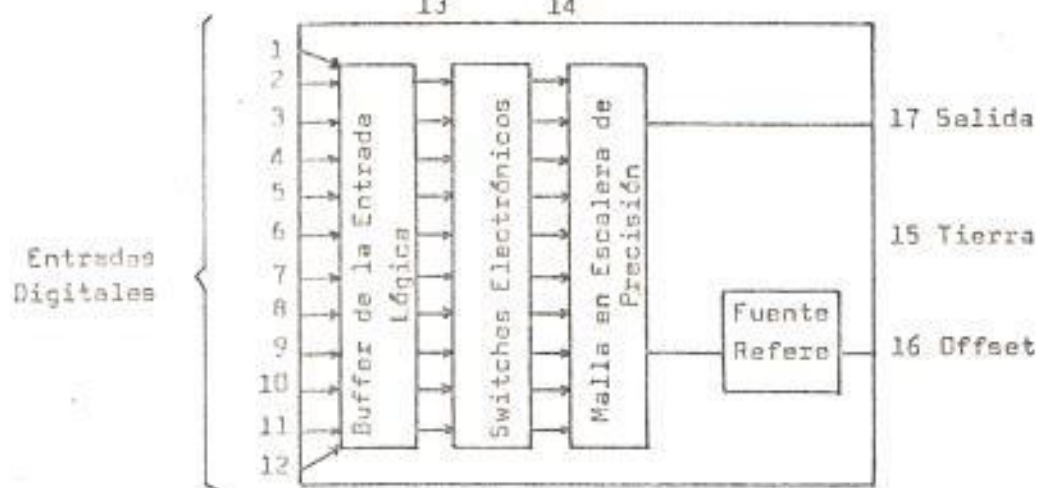 13 14
1
2
3
4
5
6
7
8
9
10
11
12
Entradas
Digitales
Buffer de la Entrada
Lógica
Switches Electrónicos
Malla en Escalera de
Precisión
Fuente
Refere
17 Salida
15 Tierra
16 Offset